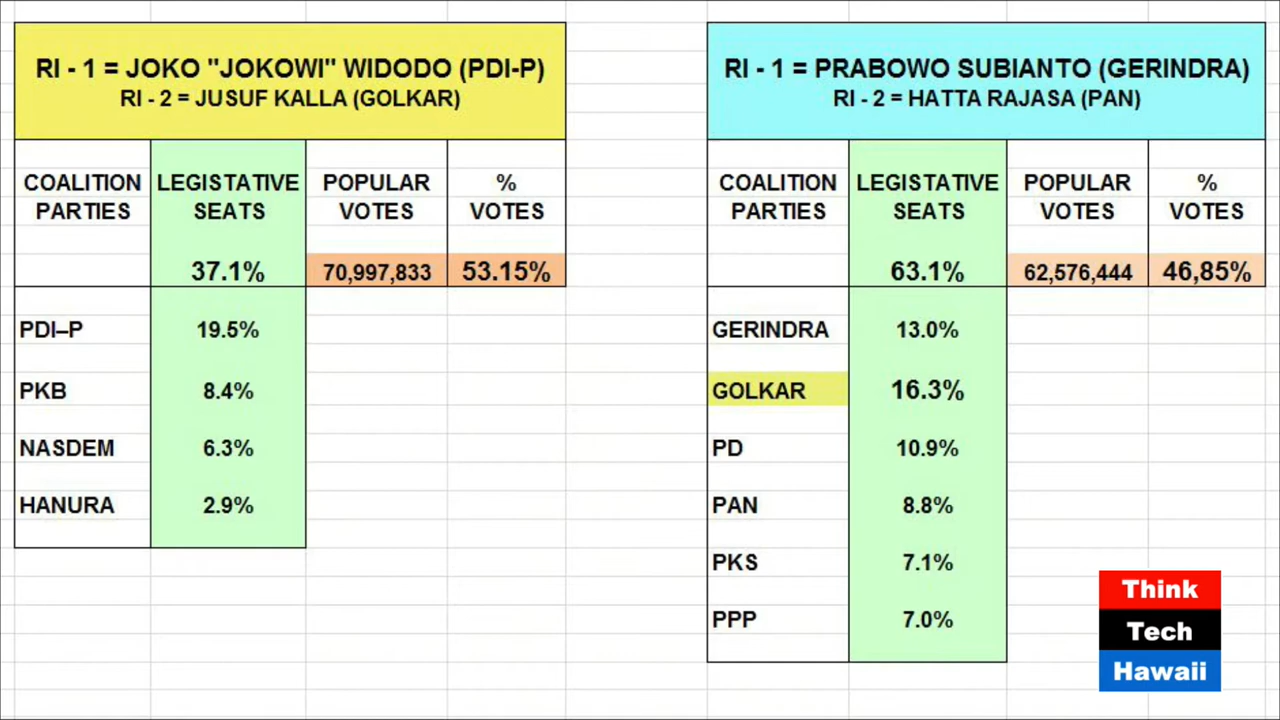 RI - 1 = JOKO "JOKOWI" WIDODO (PDI-P)
RI - 2 = JUSUF KALLA (GOLKAR)
COALITION PARTIES LEGISTATIVE SEATS POPULAR VOTES % VOTES
37.1% 70,997,833 53.15%
PDI–P 19.5%
PKB 8.4%
NASDEM 6.3%
HANURA 2.9%
RI - 1 = PRABOWO SUBIANTO (GERINDRA)
RI - 2 = HATTA RAJASA (PAN)
COALITION PARTIES LEGISTATIVE SEATS POPULAR VOTES % VOTES
63.1% 62,576,444 46,85%
GERINDRA 13.0%
GOLKAR 16.3%
PD 10.9%
PAN 8.8%
PKS 7.1%
PPP 7.0%
Think
Tech
Hawaii